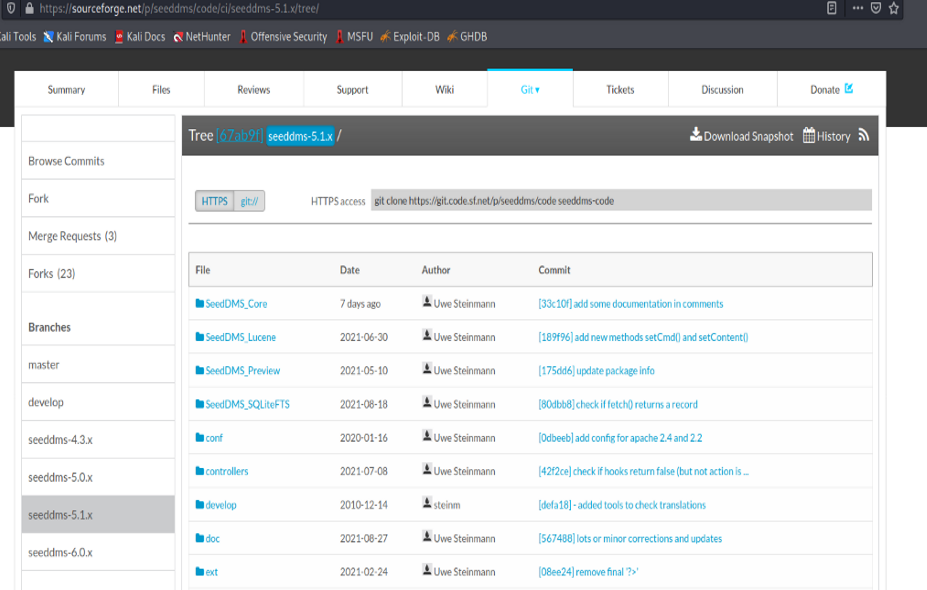 https://sourceforge.net/p/seeddms/code/ci/seeddms-5.1.x/tree/
ali Tools Kali Forums Kali Docs NetHunter Offensive Security MSFU Exploit-DB GHDB
Summary Files Reviews Support Wiki Git▾ Tickets Discussion Donate
Tree [67ab9f] seeddms-5.1.x / Download Snapshot History
Browse Commits
Fork
Merge Requests (3)
Forks (23)
Branches
master
develop
seeddms-4.3.x
seeddms-5.0.x
seeddms-5.1.x
seeddms-6.0.x
HTTPS git:// HTTPS access git clone https://git.code.sf.net/p/seeddms/code seeddms-code
File Date Author Commit
SeedDMS_Core 7 days ago Uwe Steinmann [33c10f] add some documentation in comments
SeedDMS_Lucene 2021-06-30 Uwe Steinmann [189f96] add new methods setCmd() and setContent()
SeedDMS_Preview 2021-05-10 Uwe Steinmann [175dd6] update package info
SeedDMS_SQLiteFTS 2021-08-18 Uwe Steinmann [80dbb8] check if fetch() returns a record
conf 2020-01-16 Uwe Steinmann [0dbeeb] add config for apache 2.4 and 2.2
controllers 2021-07-08 Uwe Steinmann [42f2ce] check if hooks return false (but not action is ...
develop 2010-12-14 steinm [defa18] - added tools to check translations
doc 2021-08-27 Uwe Steinmann [567488] lots or minor corrections and updates
ext 2021-02-24 Uwe Steinmann [08ee24] remove final '?>'